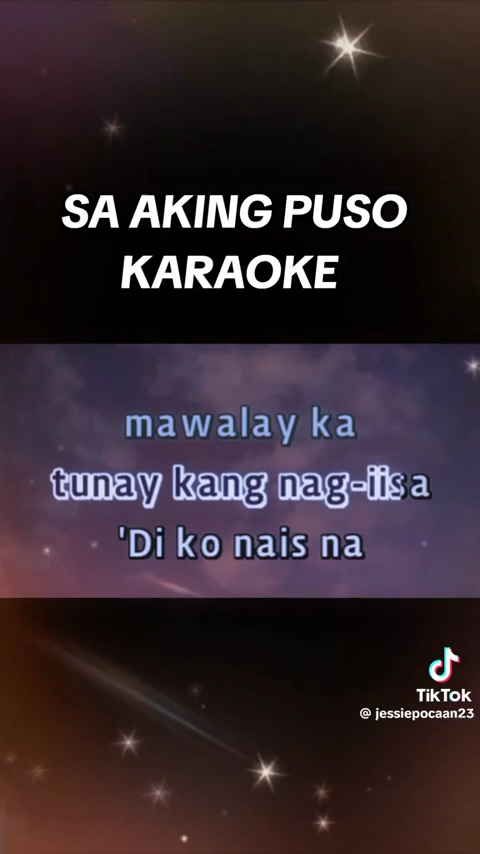 SA AKING PUSO
KARAOKE
mawalay ka
tunay kang nag-iisa
'Di ko nais na
TikTok
@ jessiepocaan23